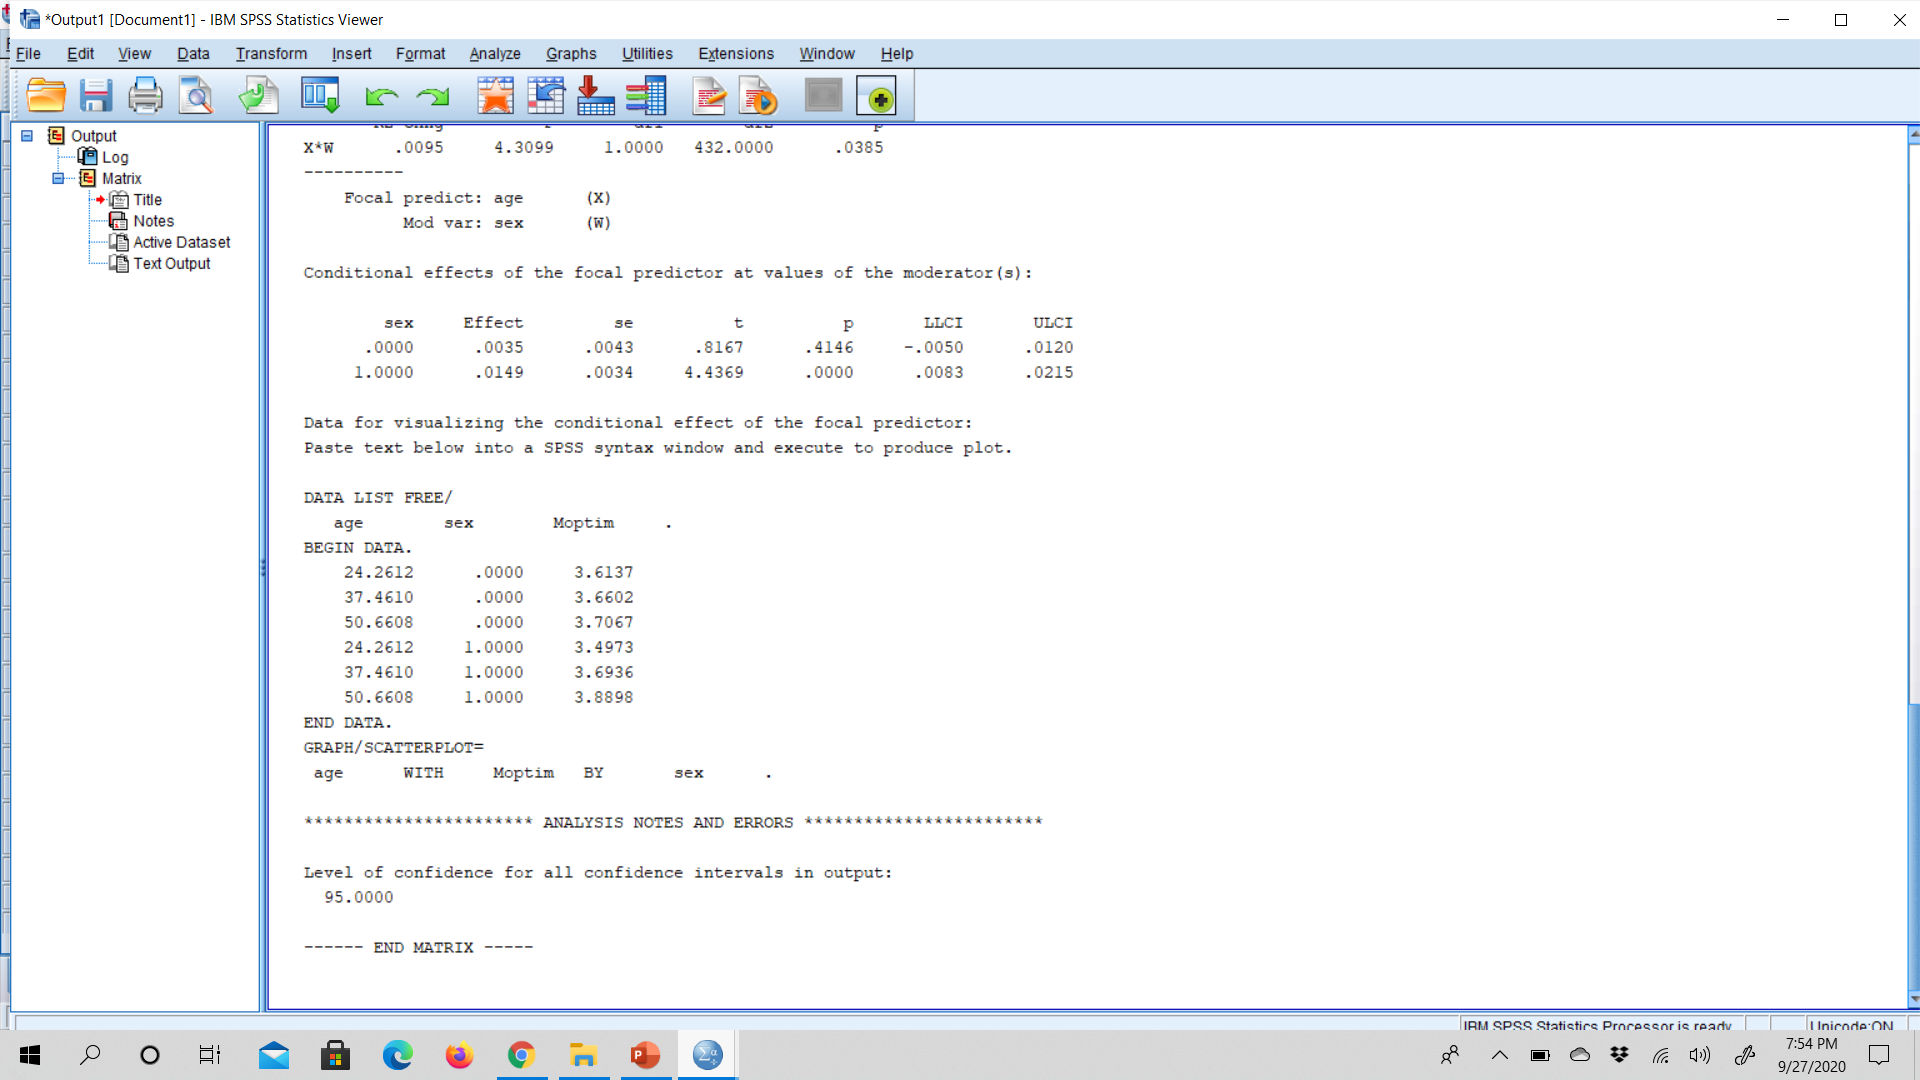 *Output1 [Document1] - IBM SPSS Statistics Viewer
File Edit View Data Transform Insert Format Analyze Graphs Utilities Extensions Window Help
Output
Log
Matrix
Title
Notes
Active Dataset
Text Output
X*W .0095 4.3099 1.0000 432.0000 .0385
----------
Focal predict: age (X)
Mod var: sex (W)
Conditional effects of the focal predictor at values of the moderator(s):
sex Effect se t p LLCI ULCI
.0000 .0035 .0043 .8167 .4146 -.0050 .0120
1.0000 .0149 .0034 4.4369 .0000 .0083 .0215
Data for visualizing the conditional effect of the focal predictor:
Paste text below into a SPSS syntax window and execute to produce plot.
DATA LIST FREE/
age sex Moptim .
BEGIN DATA.
24.2612 .0000 3.6137
37.4610 .0000 3.6602
50.6608 .0000 3.7067
24.2612 1.0000 3.4973
37.4610 1.0000 3.6936
50.6608 1.0000 3.8898
END DATA.
GRAPH/SCATTERPLOT=
age WITH Moptim BY sex .
*********************** ANALYSIS NOTES AND ERRORS ************************
Level of confidence for all confidence intervals in output:
95.0000
------ END MATRIX -----
IBM SPSS Statistics Processor is ready
Unicode:ON
7:54 PM
9/27/2020